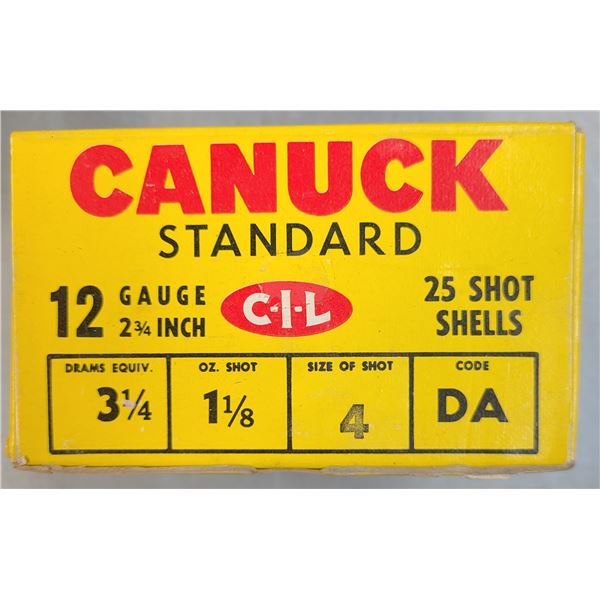 CANUCK
STANDARD
12 GAUGE
2¾ INCH
C-I-L
25 SHOT
SHELLS
DRAMS EQUIV. OZ. SHOT SIZE OF SHOT CODE
3¼ 1⅛ 4 DA